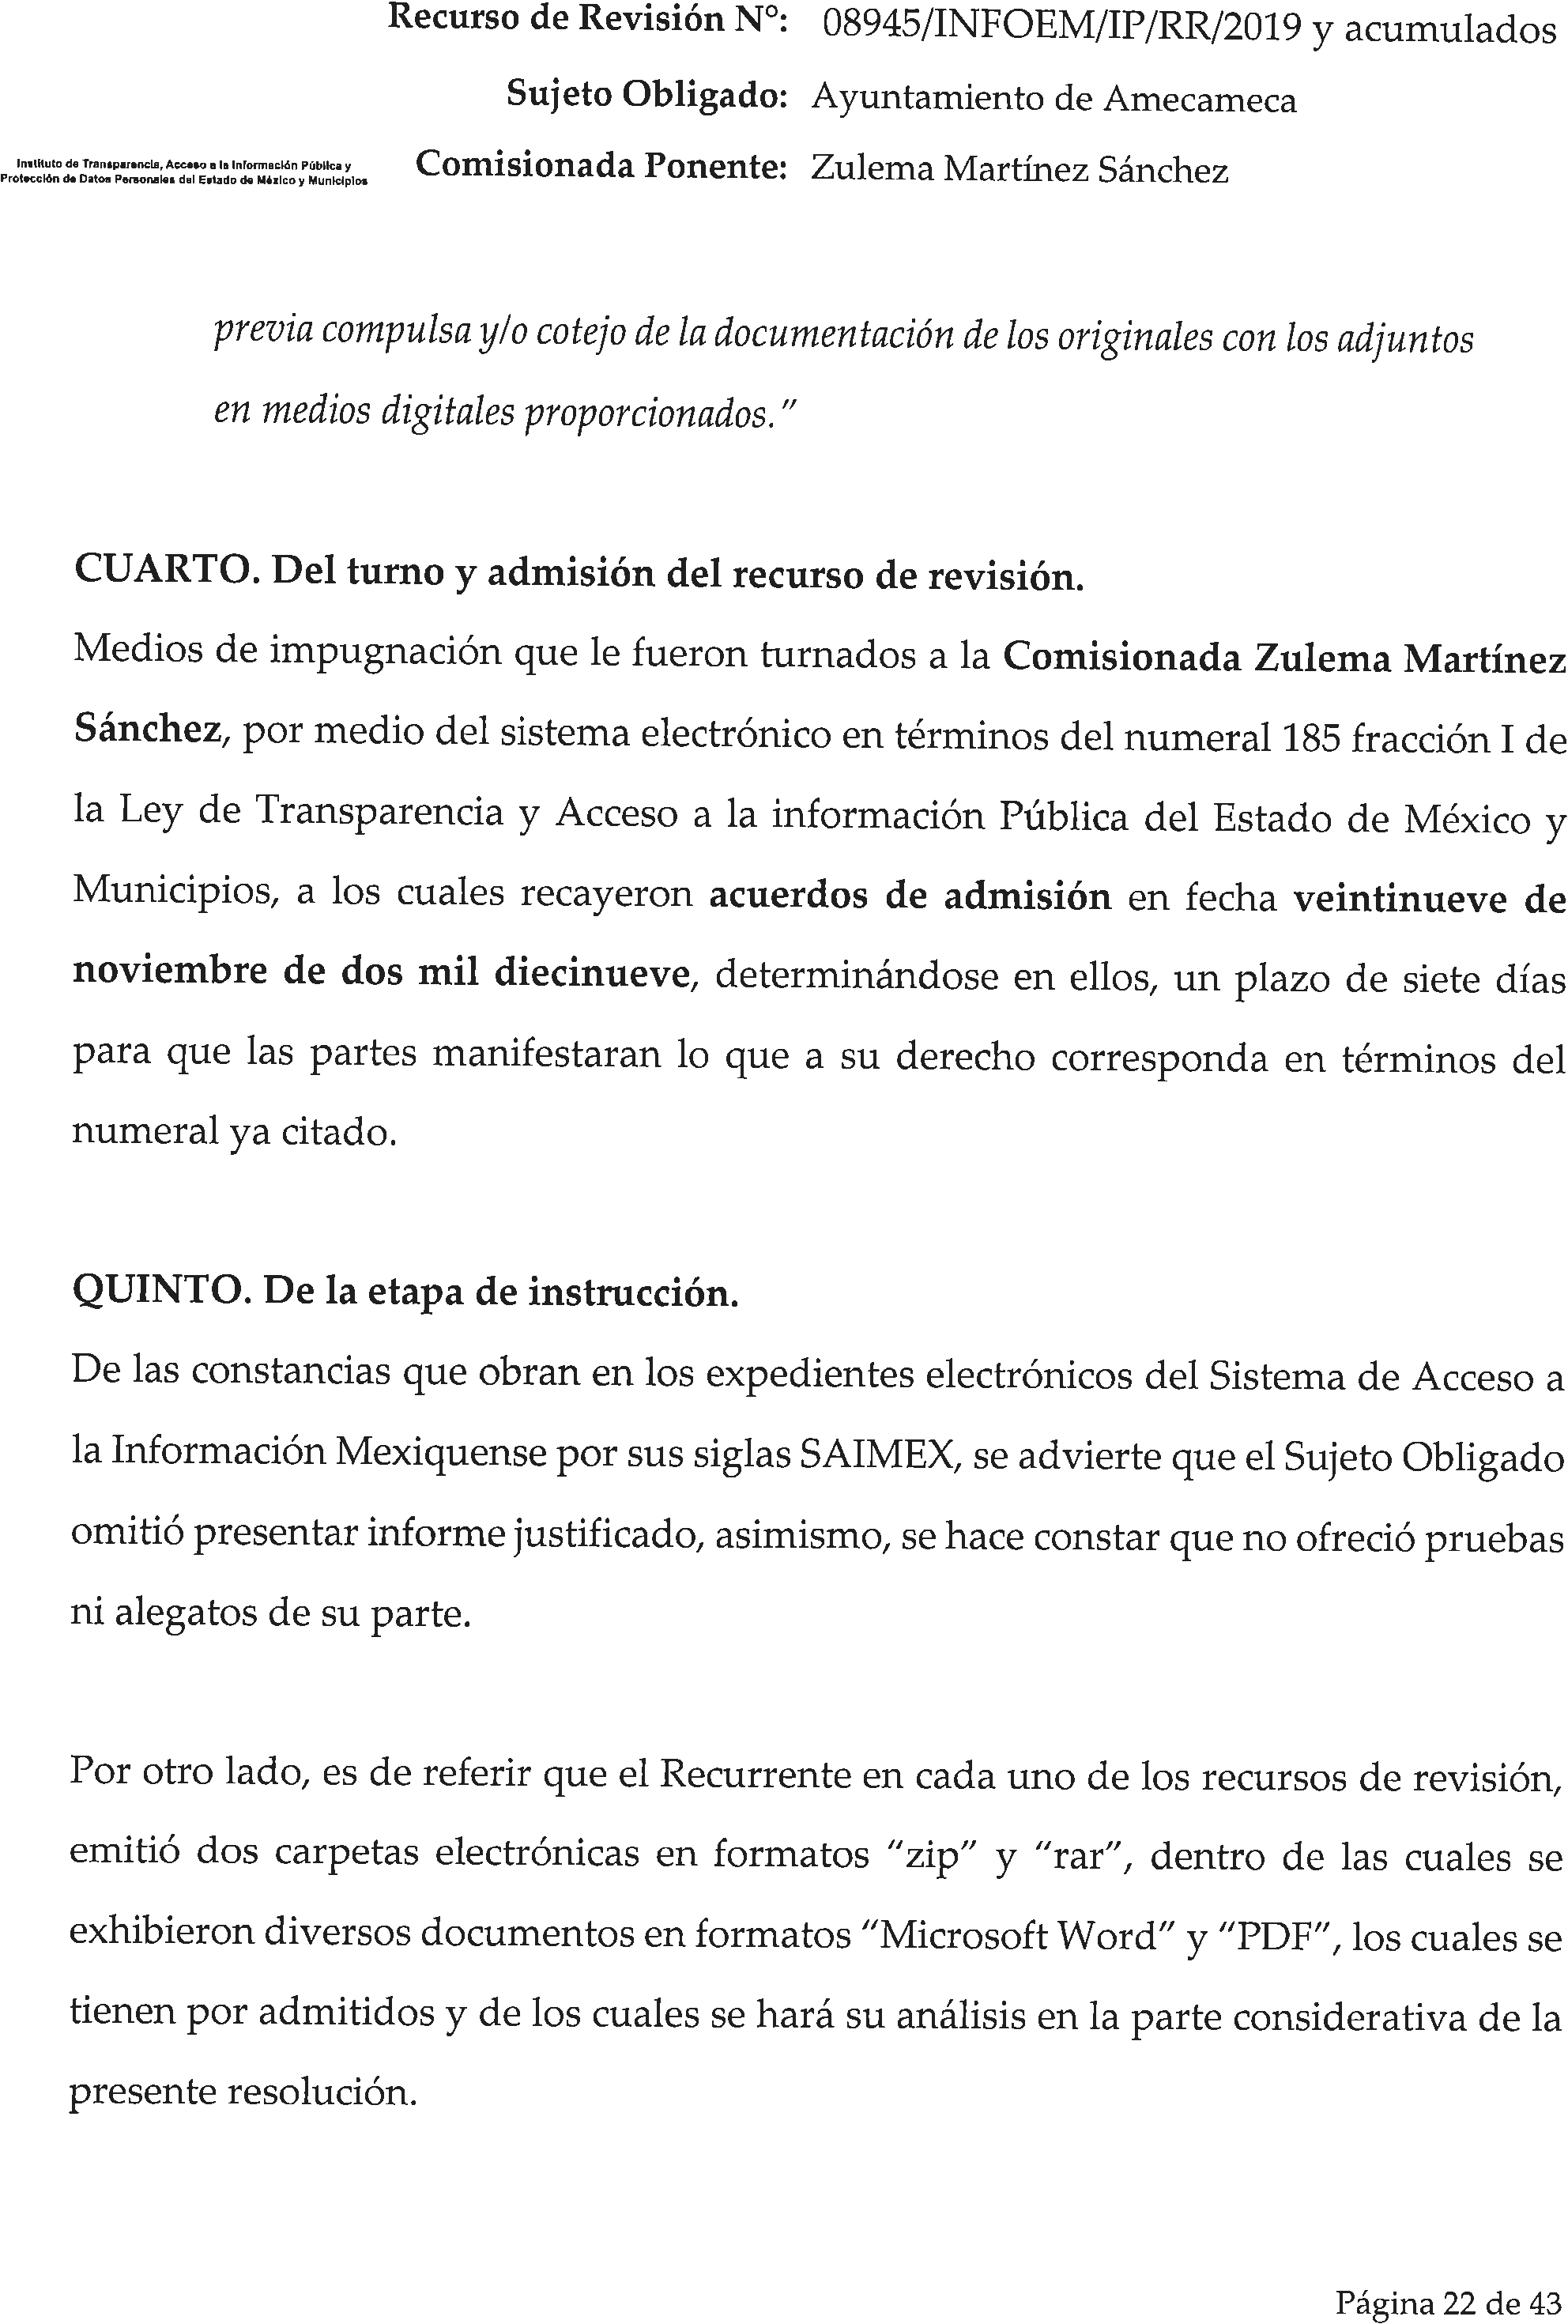 Recurso de Revisión N°: 08945/INFOEM/IP/RR/2019 y acumulados
Sujeto Obligado: Ayuntamiento de Amecameca
Instituto de Transparencia, Acceso a la Información Pública y
Protección de Datos Personales del Estado de México y Municipios
Comisionada Ponente: Zulema Martínez Sánchez
previa compulsa y/o cotejo de la documentación de los originales con los adjuntos
en medios digitales proporcionados."
CUARTO. Del turno y admisión del recurso de revisión.
Medios de impugnación que le fueron turnados a la Comisionada Zulema Martínez
Sánchez, por medio del sistema electrónico en términos del numeral 185 fracción I de
la Ley de Transparencia y Acceso a la información Pública del Estado de México y
Municipios, a los cuales recayeron acuerdos de admisión en fecha veintinueve de
noviembre de dos mil diecinueve, determinándose en ellos, un plazo de siete días
para que las partes manifestaran lo que a su derecho corresponda en términos del
numeral ya citado.
QUINTO. De la etapa de instrucción.
De las constancias que obran en los expedientes electrónicos del Sistema de Acceso a
la Información Mexiquense por sus siglas SAIMEX, se advierte que el Sujeto Obligado
omitió presentar informe justificado, asimismo, se hace constar que no ofreció pruebas
ni alegatos de su parte.
Por otro lado, es de referir que el Recurrente en cada uno de los recursos de revisión,
emitió dos carpetas electrónicas en formatos "zip" y "rar", dentro de las cuales se
exhibieron diversos documentos en formatos "Microsoft Word" y "PDF", los cuales se
tienen por admitidos y de los cuales se hará su análisis en la parte considerativa de la
presente resolución.
Página 22 de 43